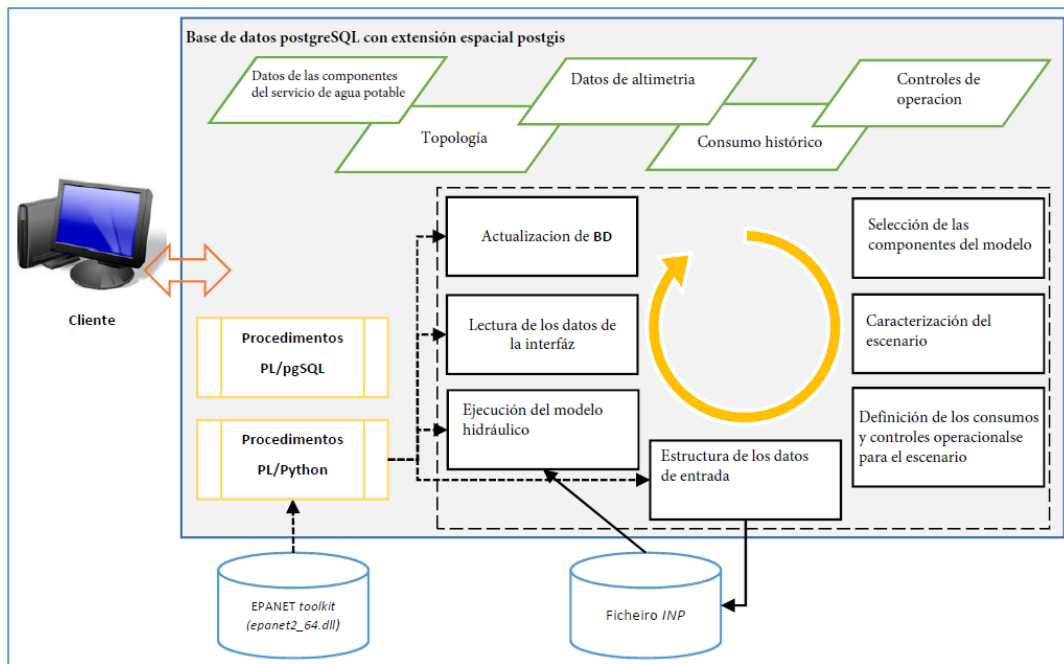 Base de datos postgreSQL con extensión espacial postgis
Datos de las componentes
del servicio de agua potable
Datos de altimetria
Controles de
operacion
Topología
Consumo histórico
Cliente
Procedimentos
PL/pgSQL
Procedimentos
PL/Python
Actualizacion de BD
Lectura de los datos de
la interfáz
Ejecución del modelo
hidráulico
Estructura de los datos
de entrada
Selección de las
componentes del modelo
Caracterización del
escenario
Definición de los consumos
y controles operacionalse
para el escenario
EPANET toolkit
(epanet2_64.dll)
Ficheiro INP